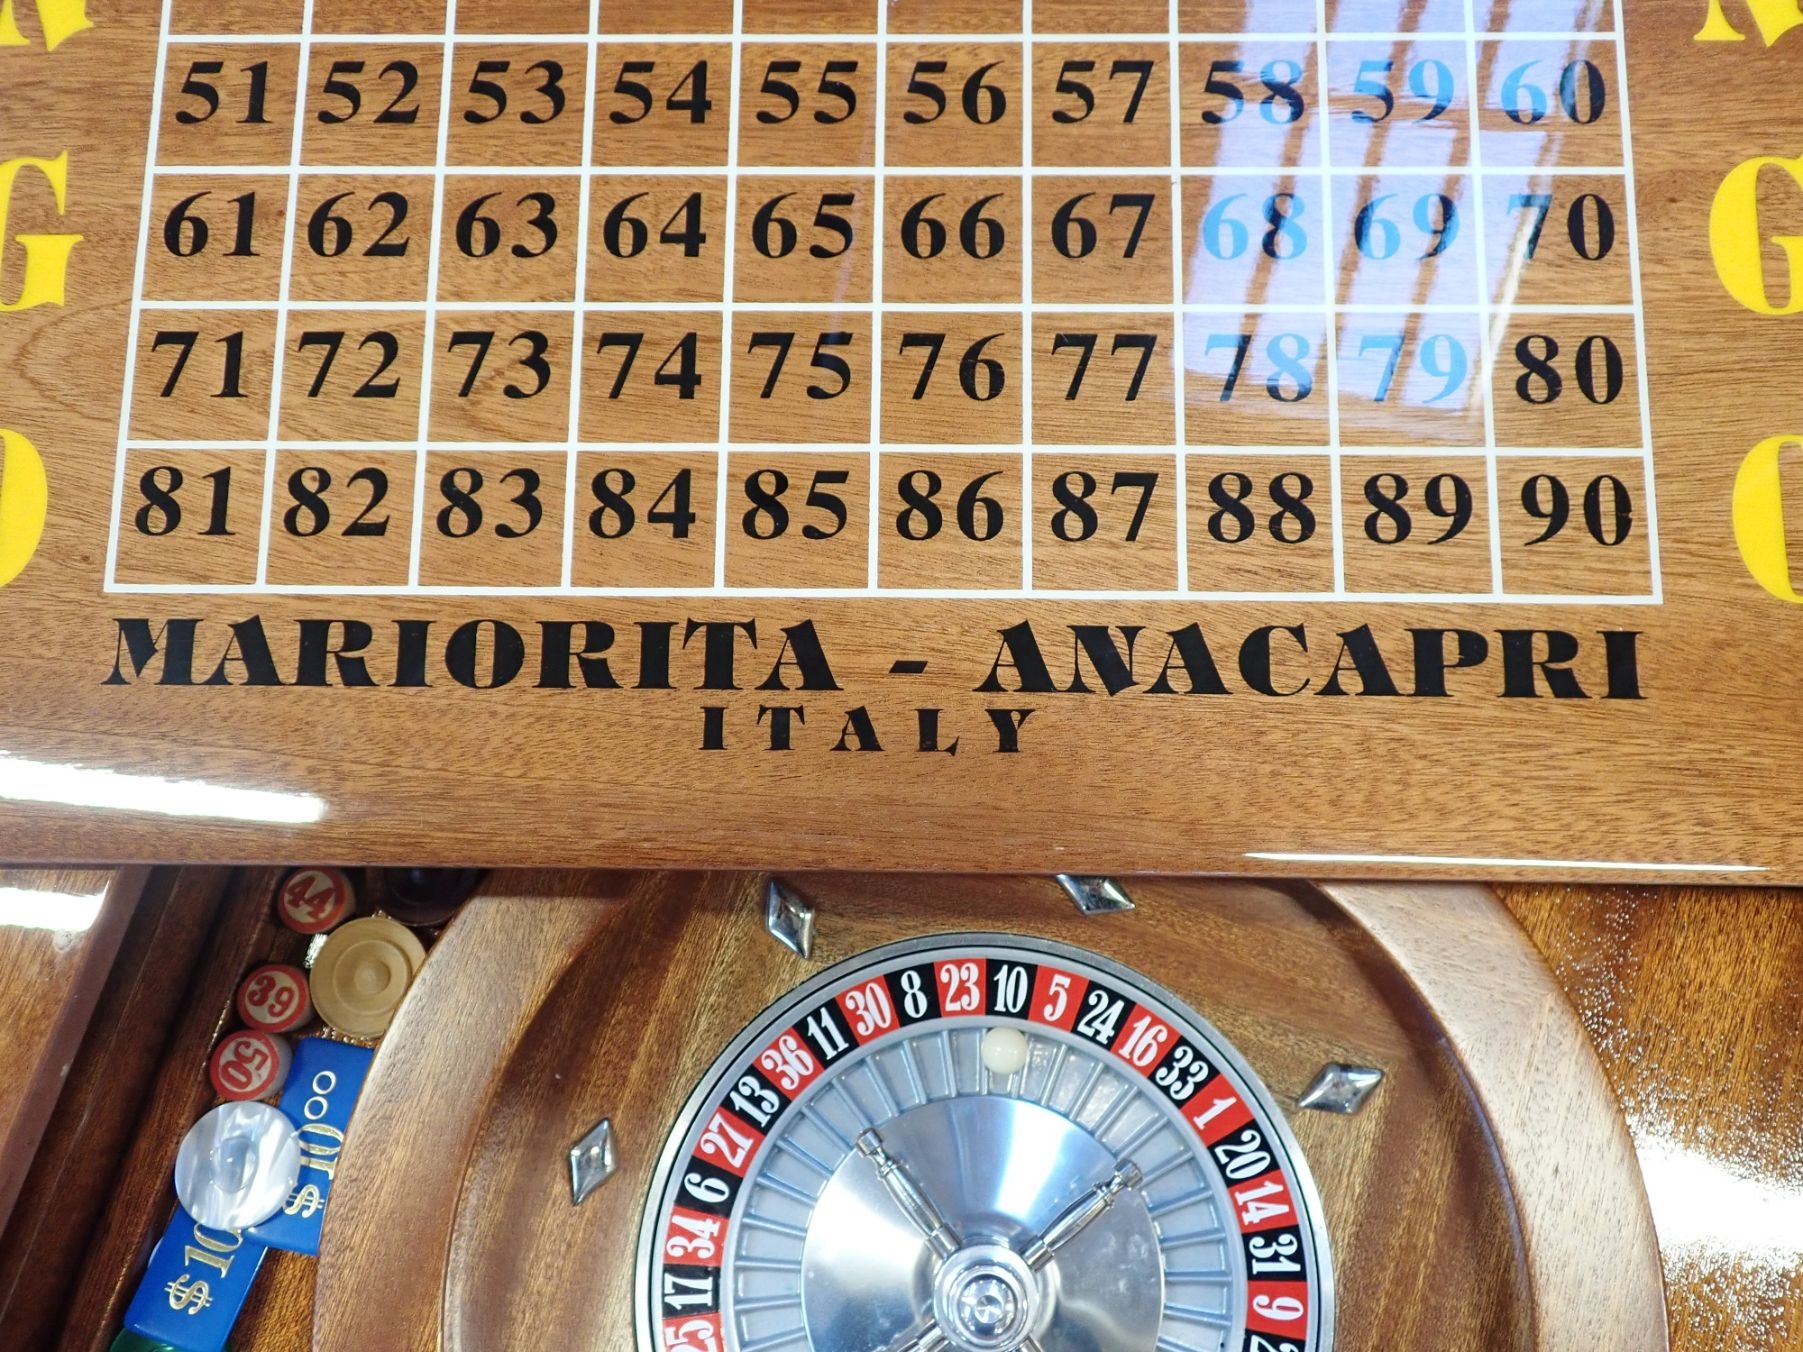 51 52 53 54 55 56 57 58 59 60
G 61 62 63 64 65 66 67 68 69 70 G
71 72 73 74 75 76 77 78 79 80
O 81 82 83 84 85 86 87 88 89 90 O
MARIORITA - ANACAPRI
ITALY
44
39
50
$10.00
$10
17 34 6 27 13 36 11 30 8 23 10 5 24 16 33 1 20 14 31 9